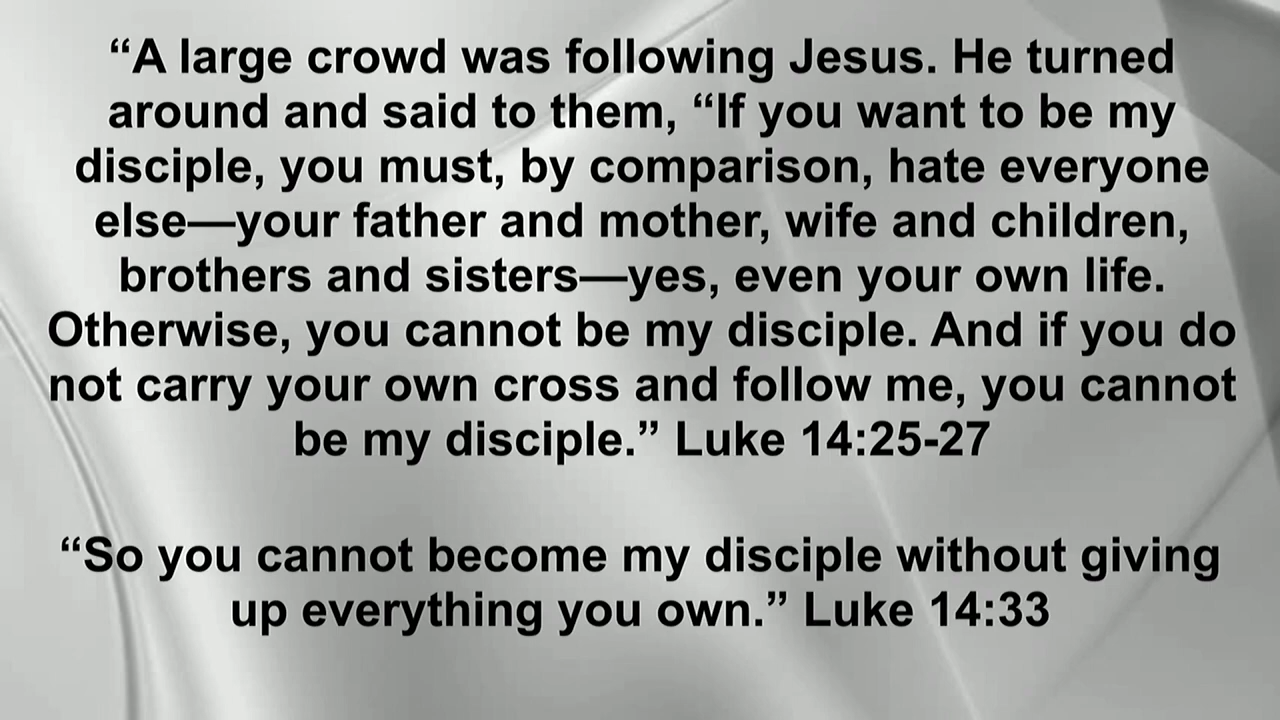 “A large crowd was following Jesus. He turned
around and said to them, “If you want to be my
disciple, you must, by comparison, hate everyone
else—your father and mother, wife and children,
brothers and sisters—yes, even your own life.
Otherwise, you cannot be my disciple. And if you do
not carry your own cross and follow me, you cannot
be my disciple.” Luke 14:25-27
“So you cannot become my disciple without giving
up everything you own.” Luke 14:33